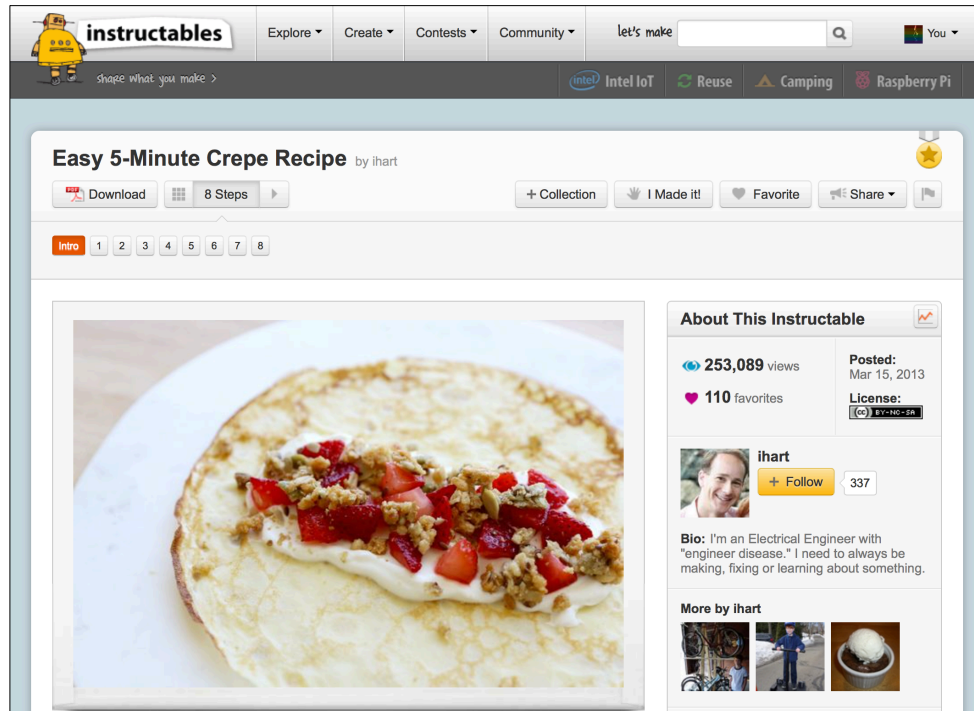 instructables
Explore
Create
Contests
Community
let's make
You
share what you make >
intel Intel IoT
Reuse
Camping
Raspberry Pi
Easy 5-Minute Crepe Recipe by ihart
PDF Download
8 Steps
+ Collection
I Made it!
Favorite
Share
Intro 1 2 3 4 5 6 7 8
About This Instructable
253,089 views
110 favorites
Posted:
Mar 15, 2013
License:
(cc) BY-NC-SA
ihart
+ Follow
337
Bio: I'm an Electrical Engineer with
"engineer disease." I need to always be
making, fixing or learning about something.
More by ihart